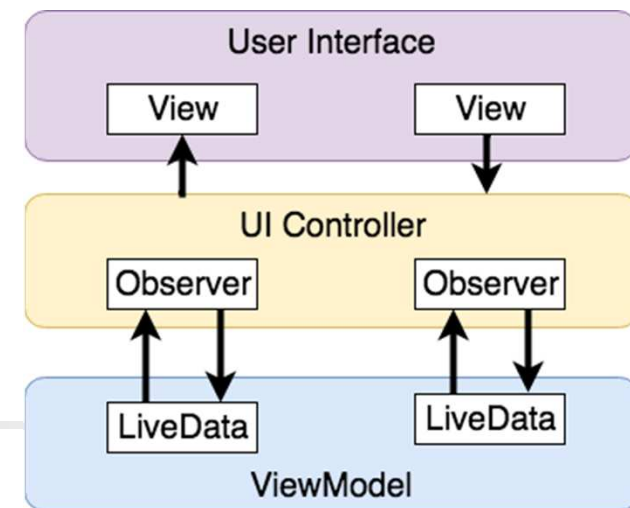 User Interface
View
View
UI Controller
Observer
Observer
LiveData
LiveData
ViewModel